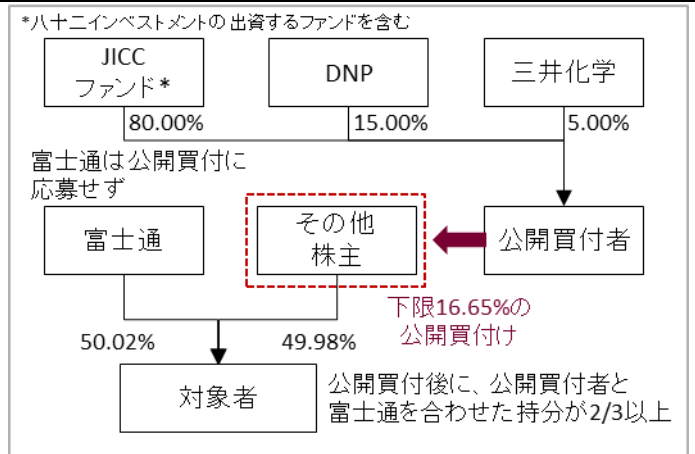 *八十二インベストメントの出資するファンドを含む
JICC
ファンド*
DNP
三井化学
80.00%
15.00%
5.00%
富士通は公開買付に
応募せず
富士通
その他
株主
公開買付者
下限16.65%の
公開買付け
50.02%
49.98%
対象者
公開買付後に、公開買付者と
富士通を合わせた持分が2/3以上